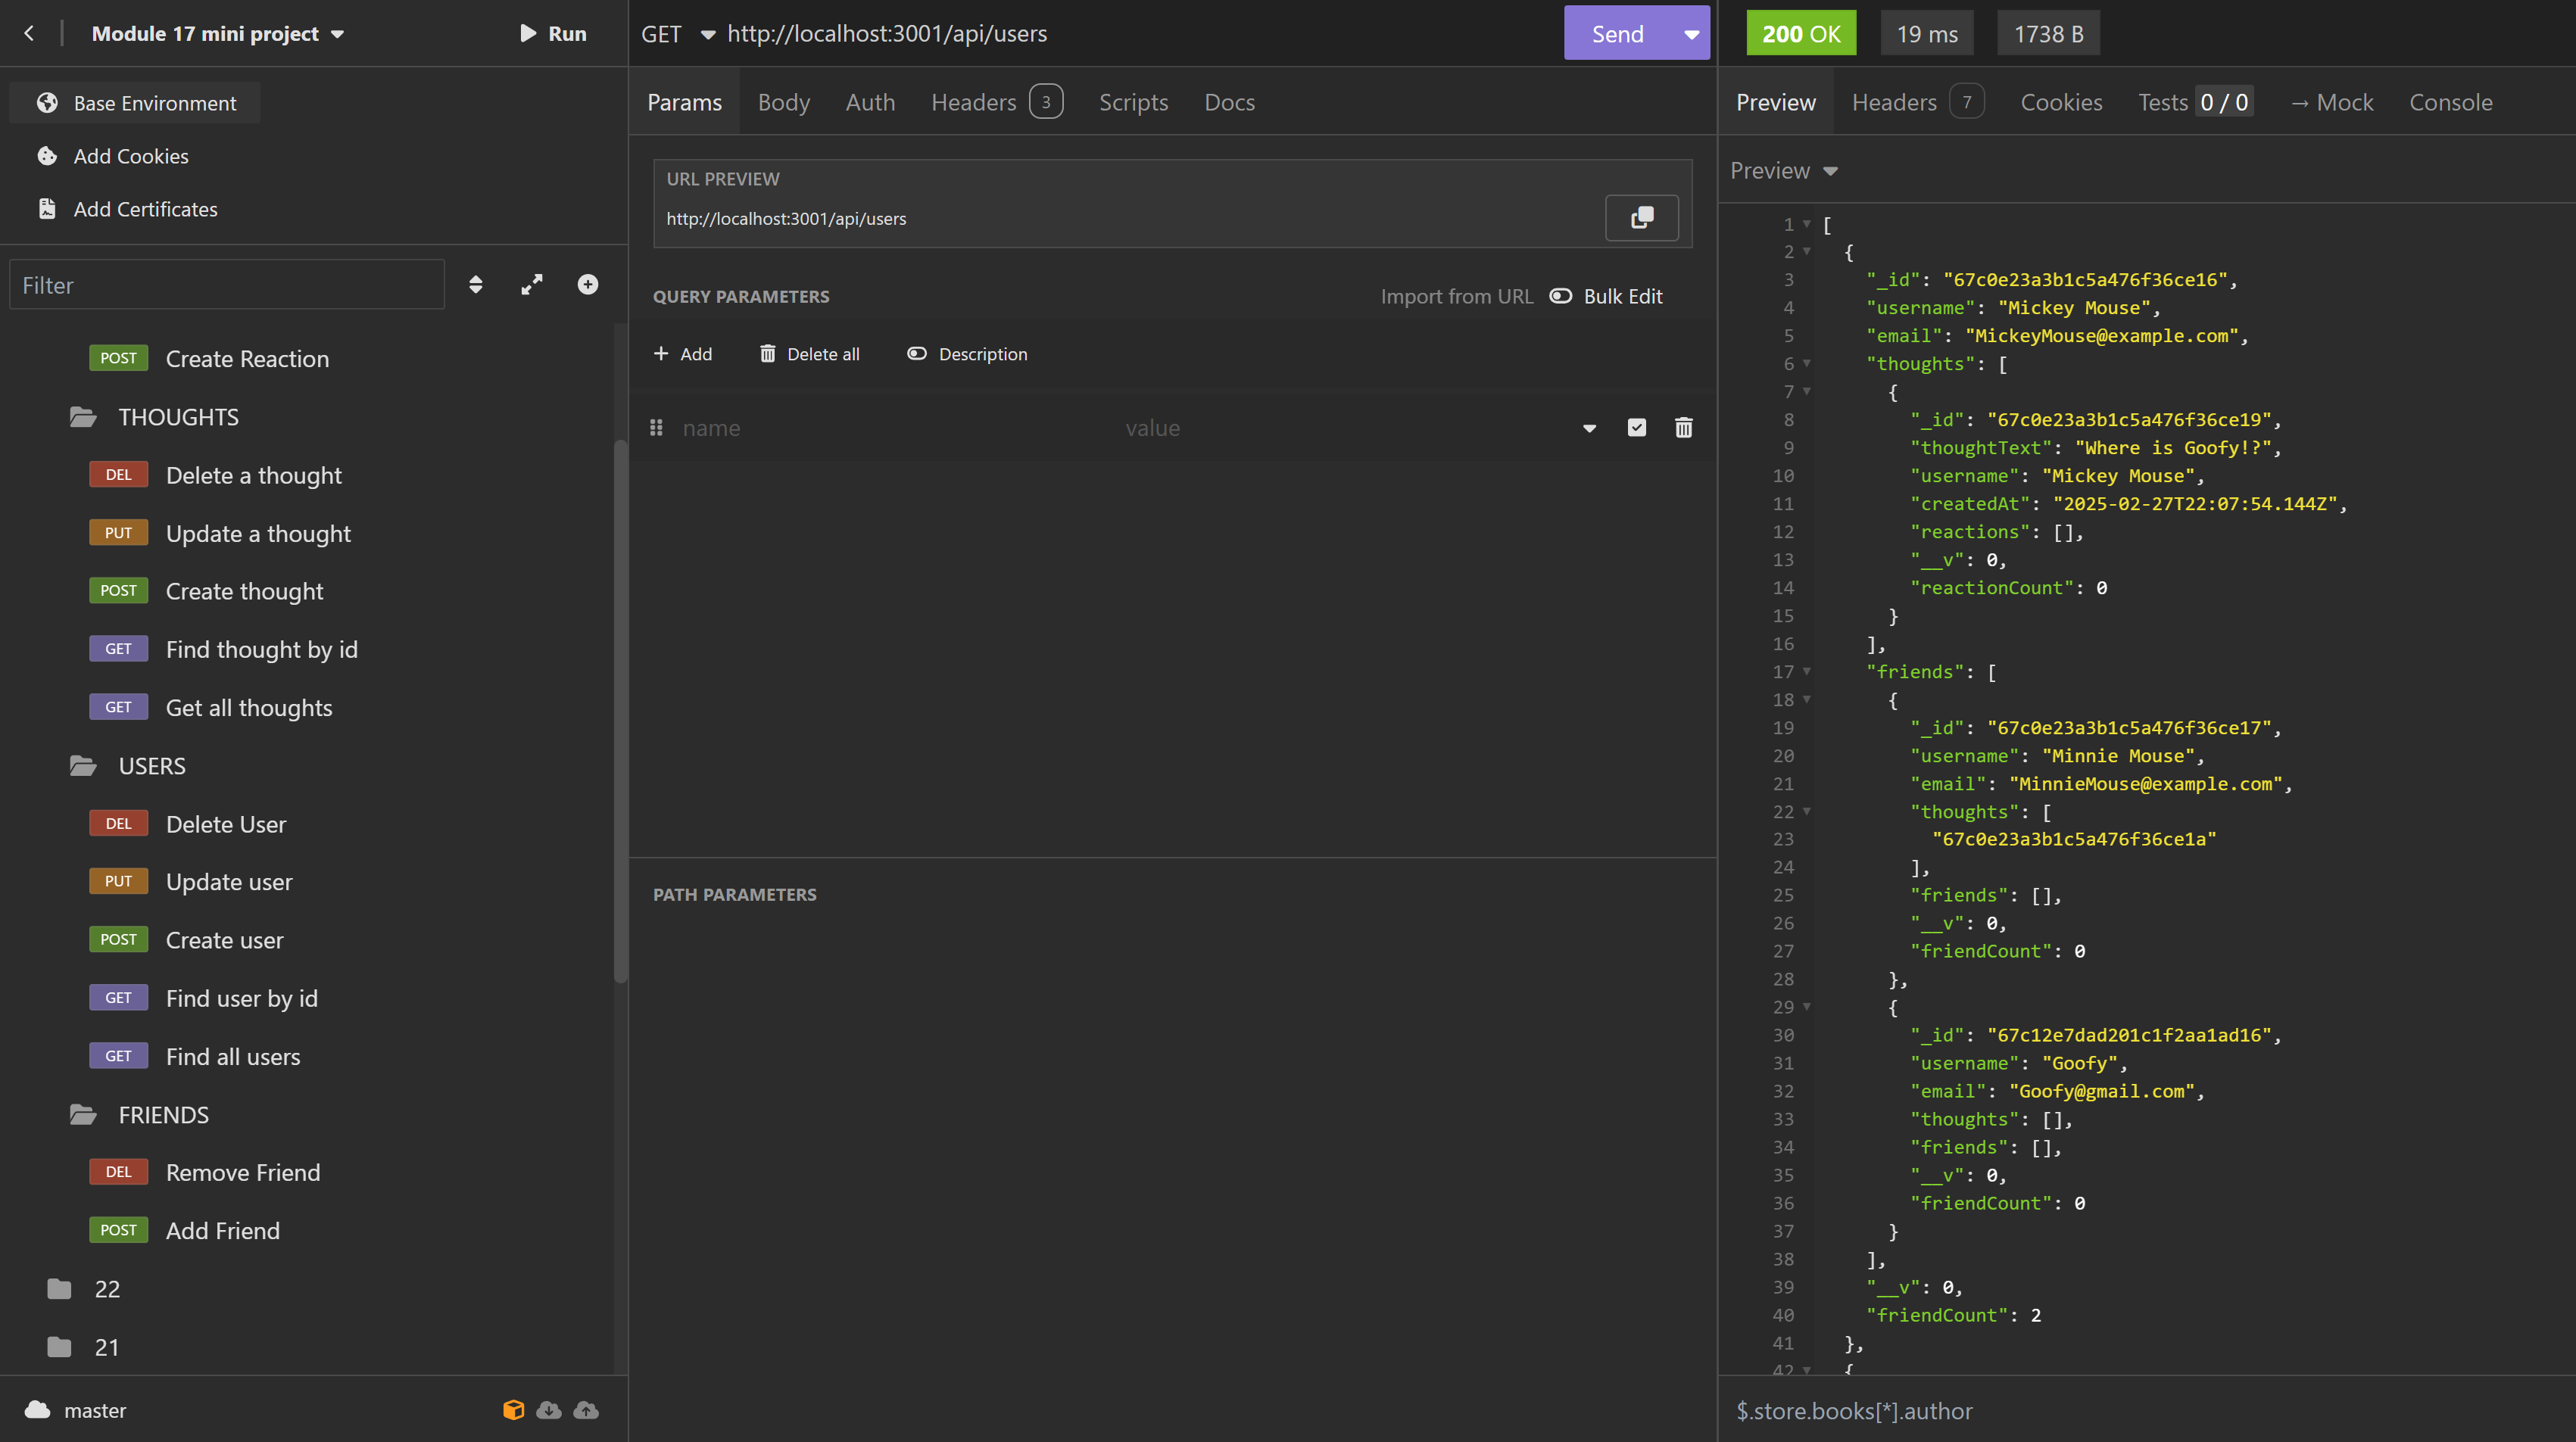 Module 17 mini project
Run
Base Environment
Add Cookies
Add Certificates
Filter
POST Create Reaction
THOUGHTS
DEL Delete a thought
PUT Update a thought
POST Create thought
GET Find thought by id
GET Get all thoughts
USERS
DEL Delete User
PUT Update user
POST Create user
GET Find user by id
GET Find all users
FRIENDS
DEL Remove Friend
POST Add Friend
22
21
master
GET http://localhost:3001/api/users
Send
Params Body Auth Headers 3 Scripts Docs
URL PREVIEW
http://localhost:3001/api/users
QUERY PARAMETERS
Import from URL Bulk Edit
Add Delete all Description
name value
PATH PARAMETERS
200 OK 19 ms 1738 B
Preview Headers 7 Cookies Tests 0 / 0 → Mock Console
Preview
1 [
2 {
3 "_id": "67c0e23a3b1c5a476f36ce16",
4 "username": "Mickey Mouse",
5 "email": "MickeyMouse@example.com",
6 "thoughts": [
7 {
8 "_id": "67c0e23a3b1c5a476f36ce19",
9 "thoughtText": "Where is Goofy!?",
10 "username": "Mickey Mouse",
11 "createdAt": "2025-02-27T22:07:54.144Z",
12 "reactions": [],
13 "__v": 0,
14 "reactionCount": 0
15 }
16 ],
17 "friends": [
18 {
19 "_id": "67c0e23a3b1c5a476f36ce17",
20 "username": "Minnie Mouse",
21 "email": "MinnieMouse@example.com",
22 "thoughts": [
23 "67c0e23a3b1c5a476f36ce1a"
24 ],
25 "friends": [],
26 "__v": 0,
27 "friendCount": 0
28 },
29 {
30 "_id": "67c12e7dad201c1f2aa1ad16",
31 "username": "Goofy",
32 "email": "Goofy@gmail.com",
33 "thoughts": [],
34 "friends": [],
35 "__v": 0,
36 "friendCount": 0
37 }
38 ],
39 "__v": 0,
40 "friendCount": 2
41 },
42 {
$.store.books[*].author